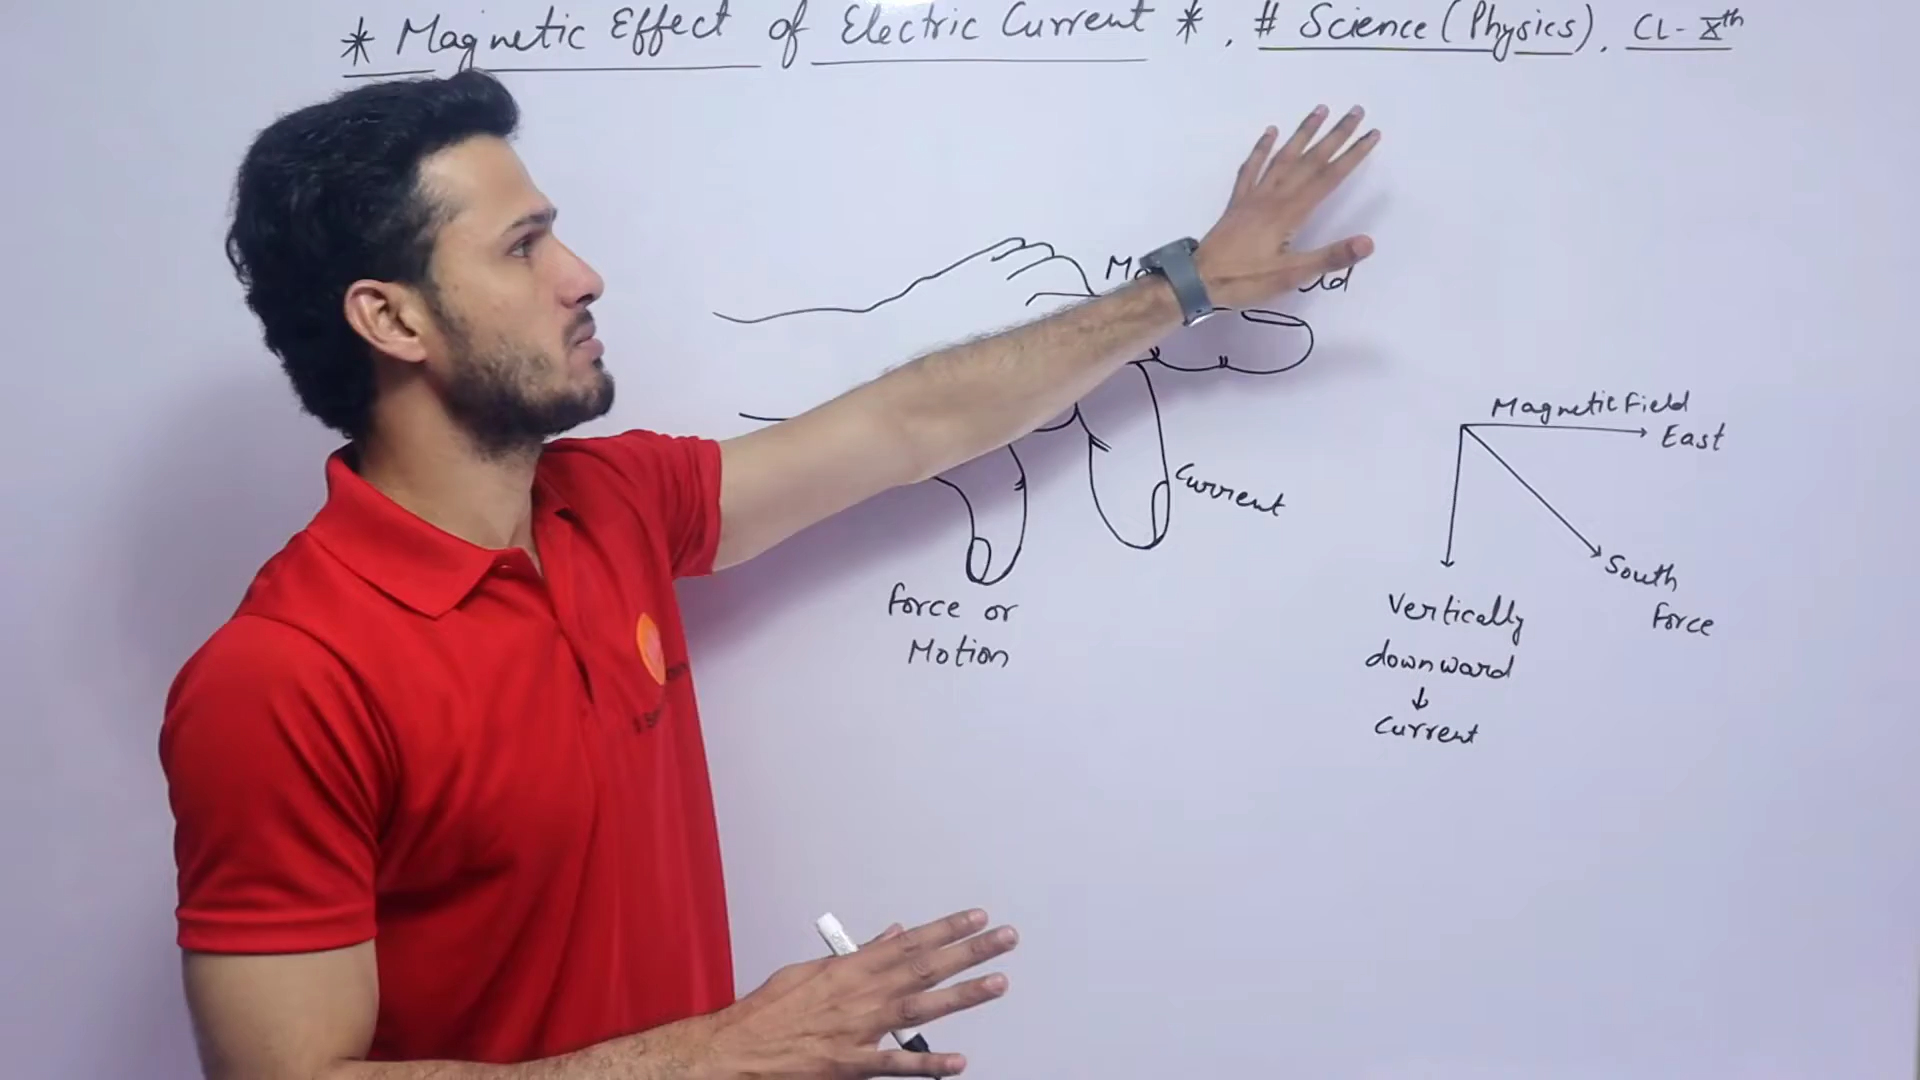 * Magnetic Effect of Electric Current *, # Science (Physics), CL-Xth
Magnetic Field
East
Current
South
Force
Force or
Motion
Vertically
downward
↓
Current